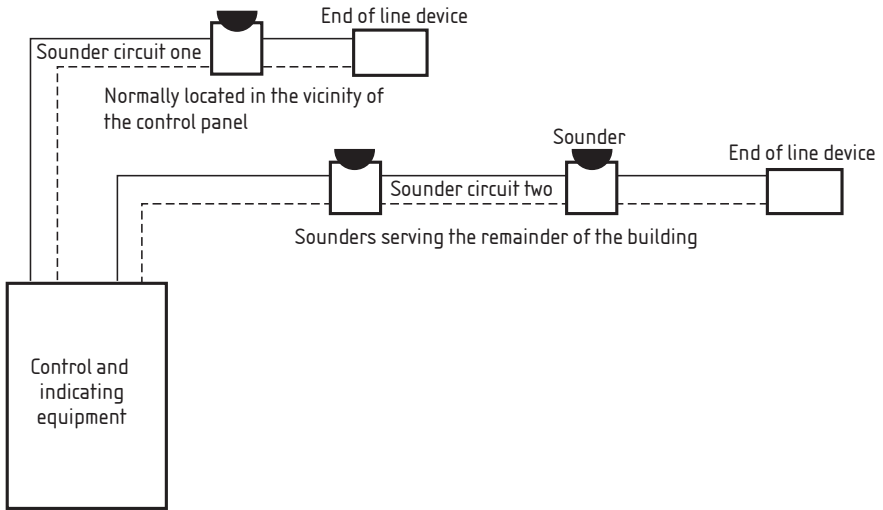 End of line device
Sounder circuit one
Normally located in the vicinity of
the control panel
Sounder
End of line device
Sounder circuit two
Sounders serving the remainder of the building
Control and
indicating
equipment